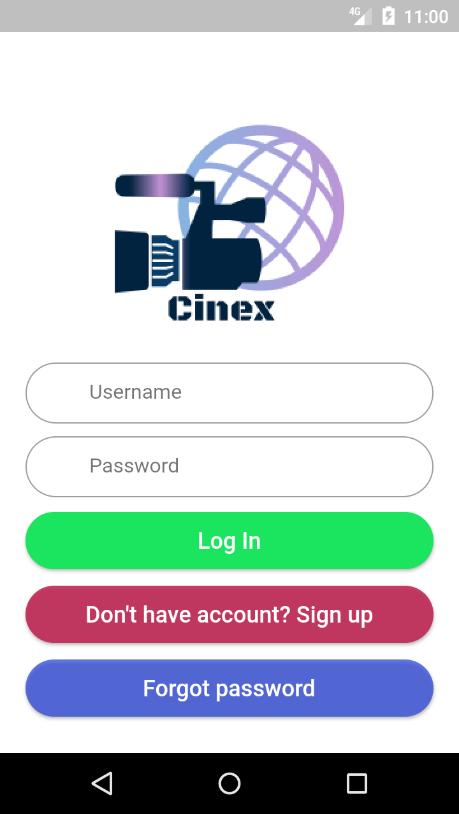 4G 11:00
Cinex
Username
Password
Log In
Don't have account? Sign up
Forgot password